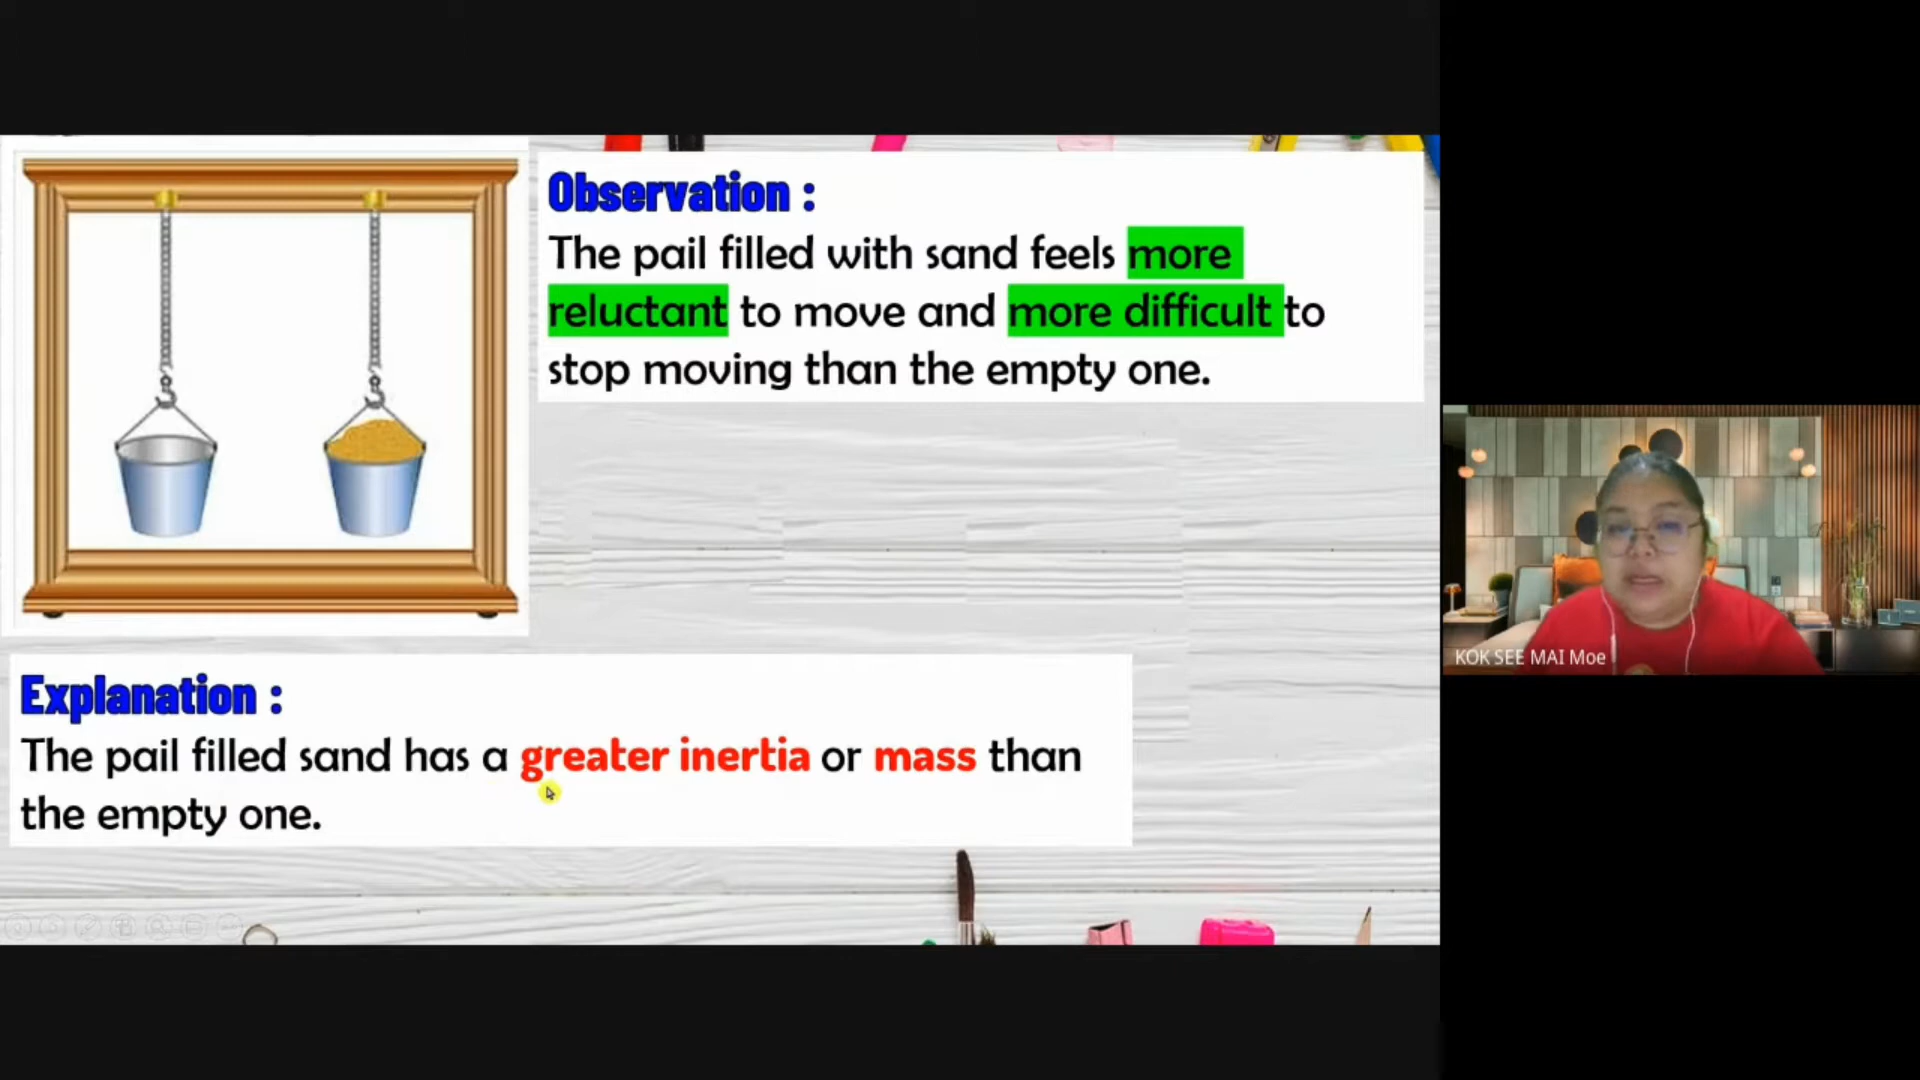 Observation :
The pail filled with sand feels more
reluctant to move and more difficult to
stop moving than the empty one.
Explanation :
The pail filled sand has a greater inertia or mass than
the empty one.
KOK SEE MAI Moe